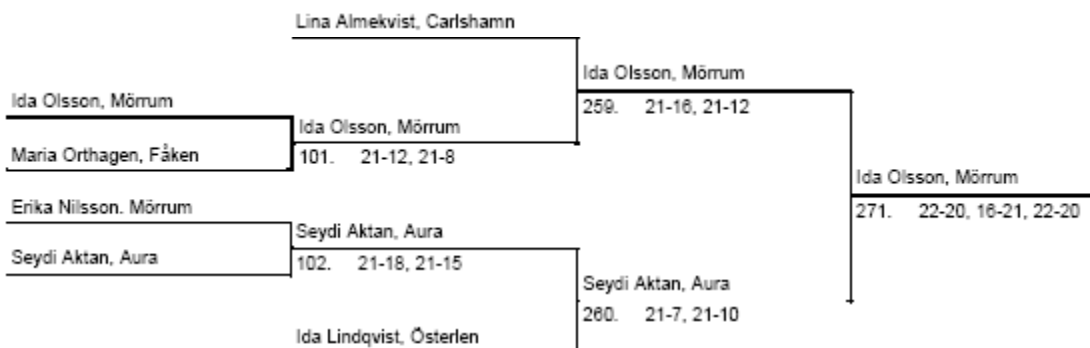 Lina Almekvist, Carlshamn
Ida Olsson, Mörrum
259. 21-16, 21-12
Ida Olsson, Mörrum
Ida Olsson, Mörrum
101. 21-12, 21-8
Maria Orthagen, Fåken
Ida Olsson, Mörrum
271. 22-20, 16-21, 22-20
Erika Nilsson. Mörrum
Seydi Aktan, Aura
102. 21-18, 21-15
Seydi Aktan, Aura
Seydi Aktan, Aura
260. 21-7, 21-10
Ida Lindqvist, Österlen